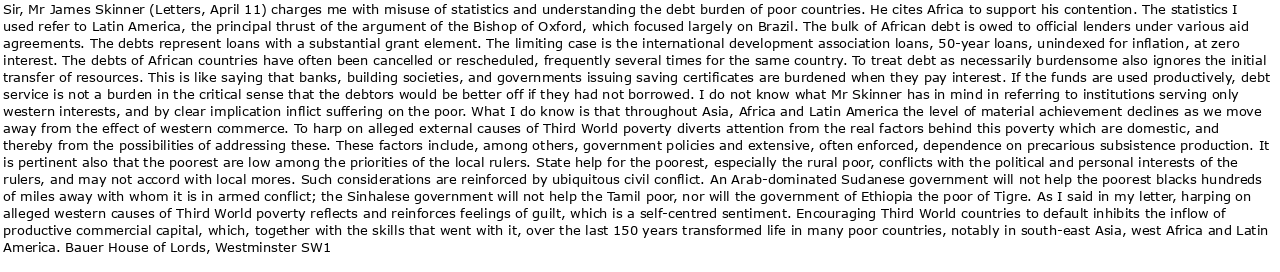 Sir, Mr James Skinner (Letters, April 11) charges me with misuse of statistics and understanding the debt burden of poor countries. He cites Africa to support his contention. The statistics I
used refer to Latin America, the principal thrust of the argument of the Bishop of Oxford, which focused largely on Brazil. The bulk of African debt is owed to official lenders under various aid
agreements. The debts represent loans with a substantial grant element. The limiting case is the international development association loans, 50-year loans, unindexed for inflation, at zero
interest. The debts of African countries have often been cancelled or rescheduled, frequently several times for the same country. To treat debt as necessarily burdensome also ignores the initial
transfer of resources. This is like saying that banks, building societies, and governments issuing saving certificates are burdened when they pay interest. If the funds are used productively, debt
service is not a burden in the critical sense that the debtors would be better off if they had not borrowed. I do not know what Mr Skinner has in mind in referring to institutions serving only
western interests, and by clear implication inflict suffering on the poor. What I do know is that throughout Asia, Africa and Latin America the level of material achievement declines as we move
away from the effect of western commerce. To harp on alleged external causes of Third World poverty diverts attention from the real factors behind this poverty which are domestic, and
thereby from the possibilities of addressing these. These factors include, among others, government policies and extensive, often enforced, dependence on precarious subsistence production. It
is pertinent also that the poorest are low among the priorities of the local rulers. State help for the poorest, especially the rural poor, conflicts with the political and personal interests of the
rulers, and may not accord with local mores. Such considerations are reinforced by ubiquitous civil conflict. An Arab-dominated Sudanese government will not help the poorest blacks hundreds
of miles away with whom it is in armed conflict; the Sinhalese government will not help the Tamil poor, nor will the government of Ethiopia the poor of Tigre. As I said in my letter, harping on
alleged western causes of Third World poverty reflects and reinforces feelings of guilt, which is a self-centred sentiment. Encouraging Third World countries to default inhibits the inflow of
productive commercial capital, which, together with the skills that went with it, over the last 150 years transformed life in many poor countries, notably in south-east Asia, west Africa and Latin
America. Bauer House of Lords, Westminster SW1